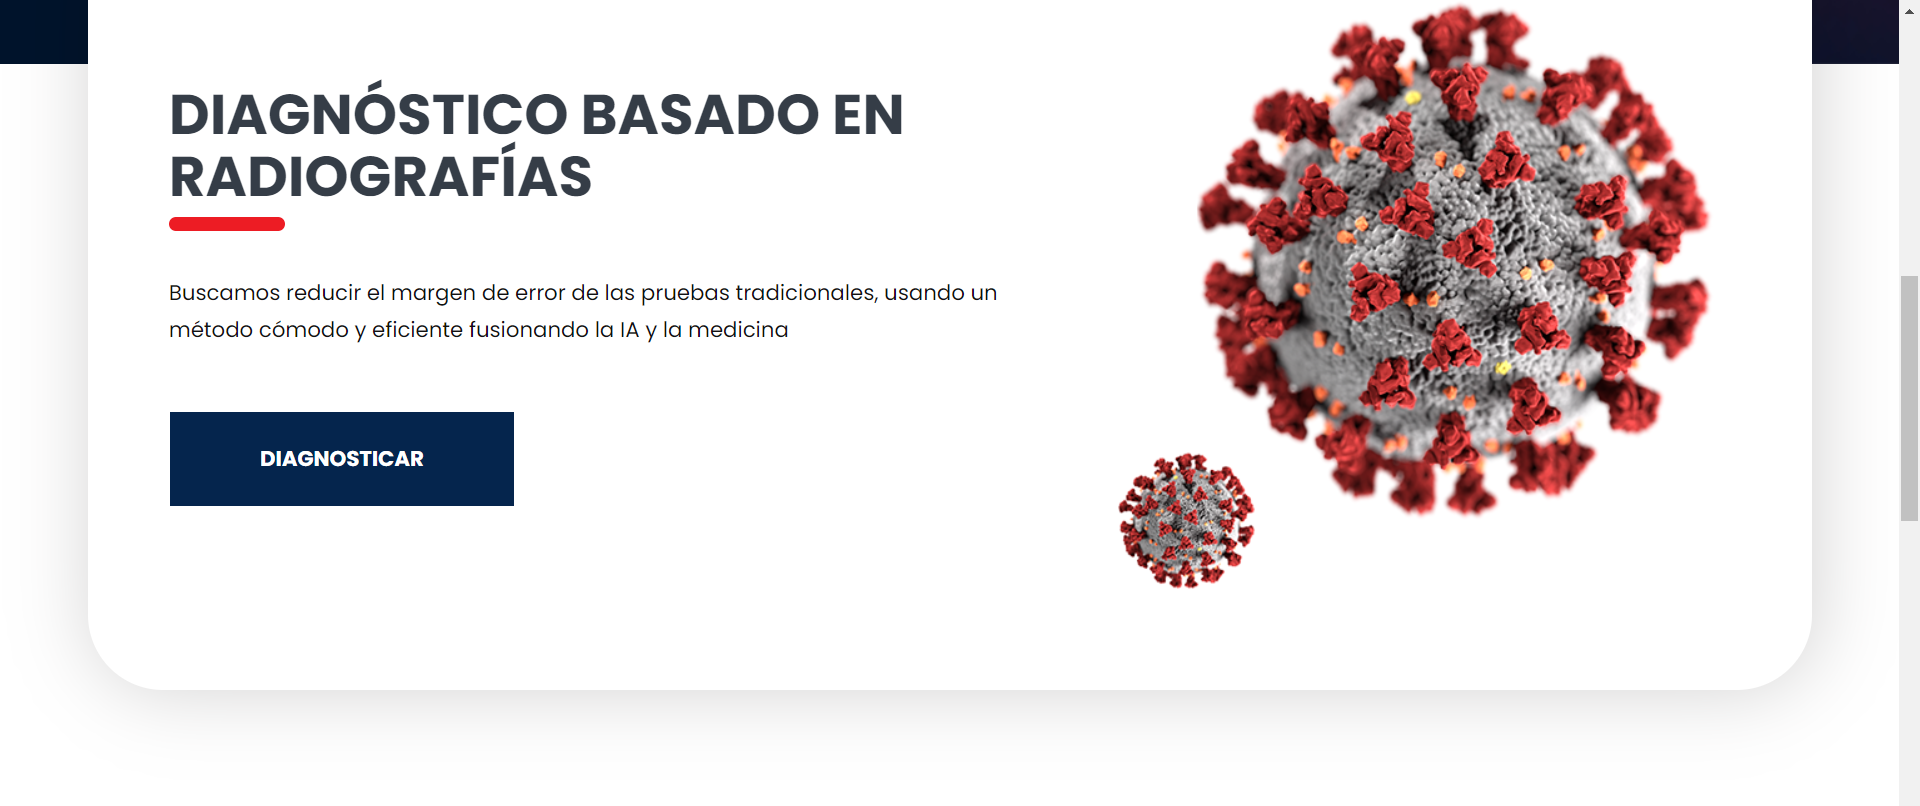 DIAGNÓSTICO BASADO EN
RADIOGRAFÍAS
Buscamos reducir el margen de error de las pruebas tradicionales, usando un
método cómodo y eficiente fusionando la IA y la medicina
DIAGNOSTICAR